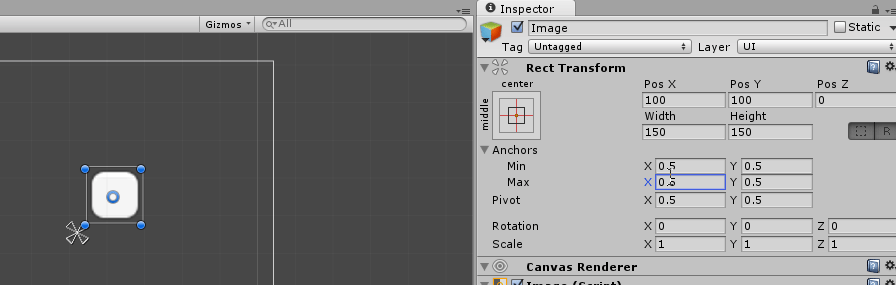 Inspector
Gizmos All
Image Static
Tag Untagged Layer UI
Rect Transform
center
middle
Pos X Pos Y Pos Z
100 100 0
Width Height
150 150
R
Anchors
Min X 0.5 Y 0.5
Max X 0.5 Y 0.5
Pivot X 0.5 Y 0.5
Rotation X 0 Y 0 Z 0
Scale X 1 Y 1 Z 1
Canvas Renderer
Image (Script)